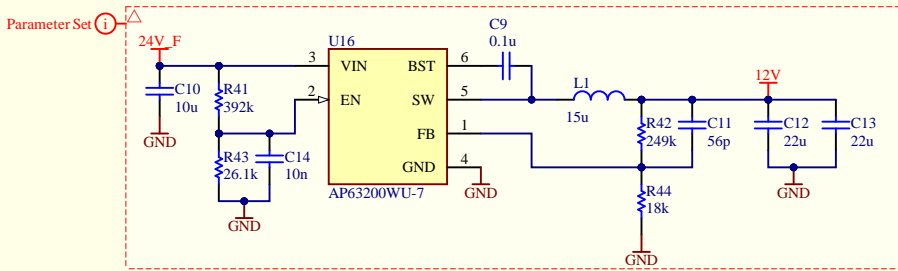 Parameter Set
i
24V_F
C10
10u
GND
R41
392k
R43
26.1k
C14
10n
GND
U16
3
VIN
2
EN
BST
6
SW
5
FB
1
GND
4
AP63200WU-7
GND
C9
0.1u
L1
15u
R42
249k
C11
56p
R44
18k
GND
12V
C12
22u
C13
22u
GND